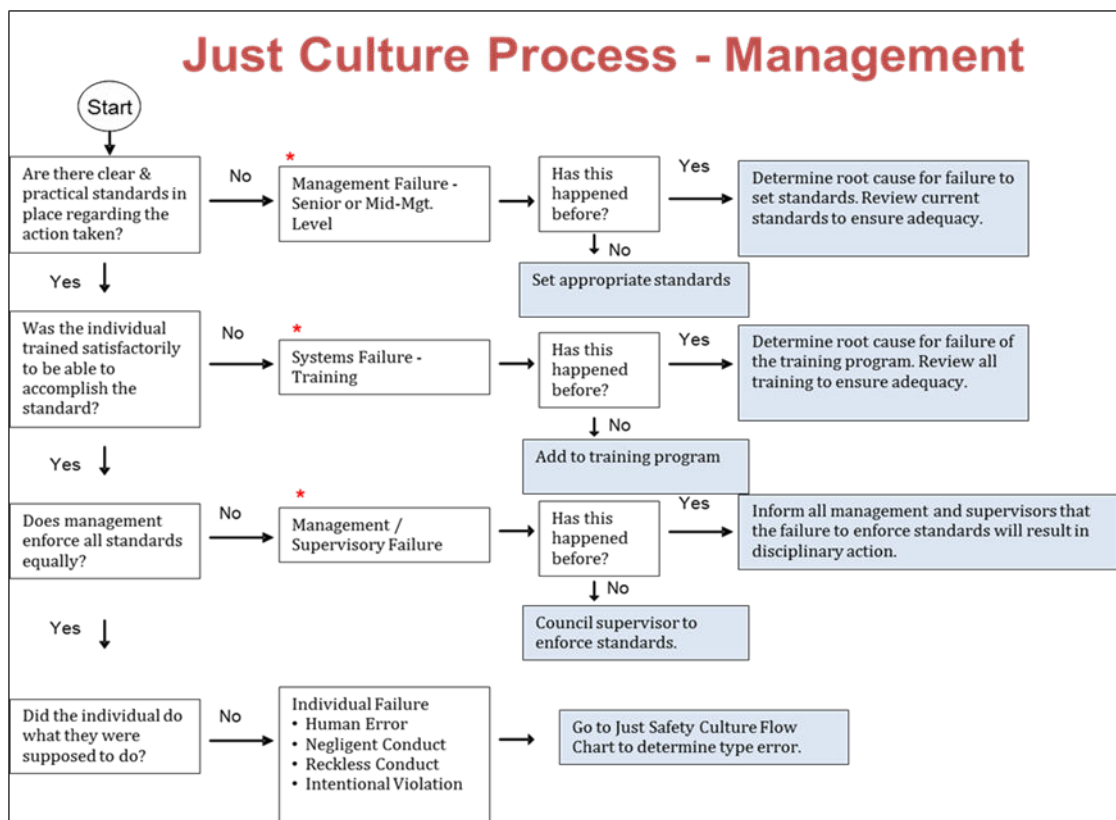 Just Culture Process - Management
Start
Are there clear &
practical standards in
place regarding the
action taken?
No
*
Management Failure -
Senior or Mid-Mgt.
Level
Has this
happened
before?
Yes
Determine root cause for failure to
set standards. Review current
standards to ensure adequacy.
No
Set appropriate standards
Yes
Was the individual
trained satisfactorily
to be able to
accomplish the
standard?
No
*
Systems Failure -
Training
Has this
happened
before?
Yes
Determine root cause for failure of
the training program. Review all
training to ensure adequacy.
No
Add to training program
Yes
Does management
enforce all standards
equally?
No
*
Management /
Supervisory Failure
Has this
happened
before?
Yes
Inform all management and supervisors that
the failure to enforce standards will result in
disciplinary action.
No
Council supervisor to
enforce standards.
Yes
Did the individual do
what they were
supposed to do?
No
Individual Failure
• Human Error
• Negligent Conduct
• Reckless Conduct
• Intentional Violation
Go to Just Safety Culture Flow
Chart to determine type error.